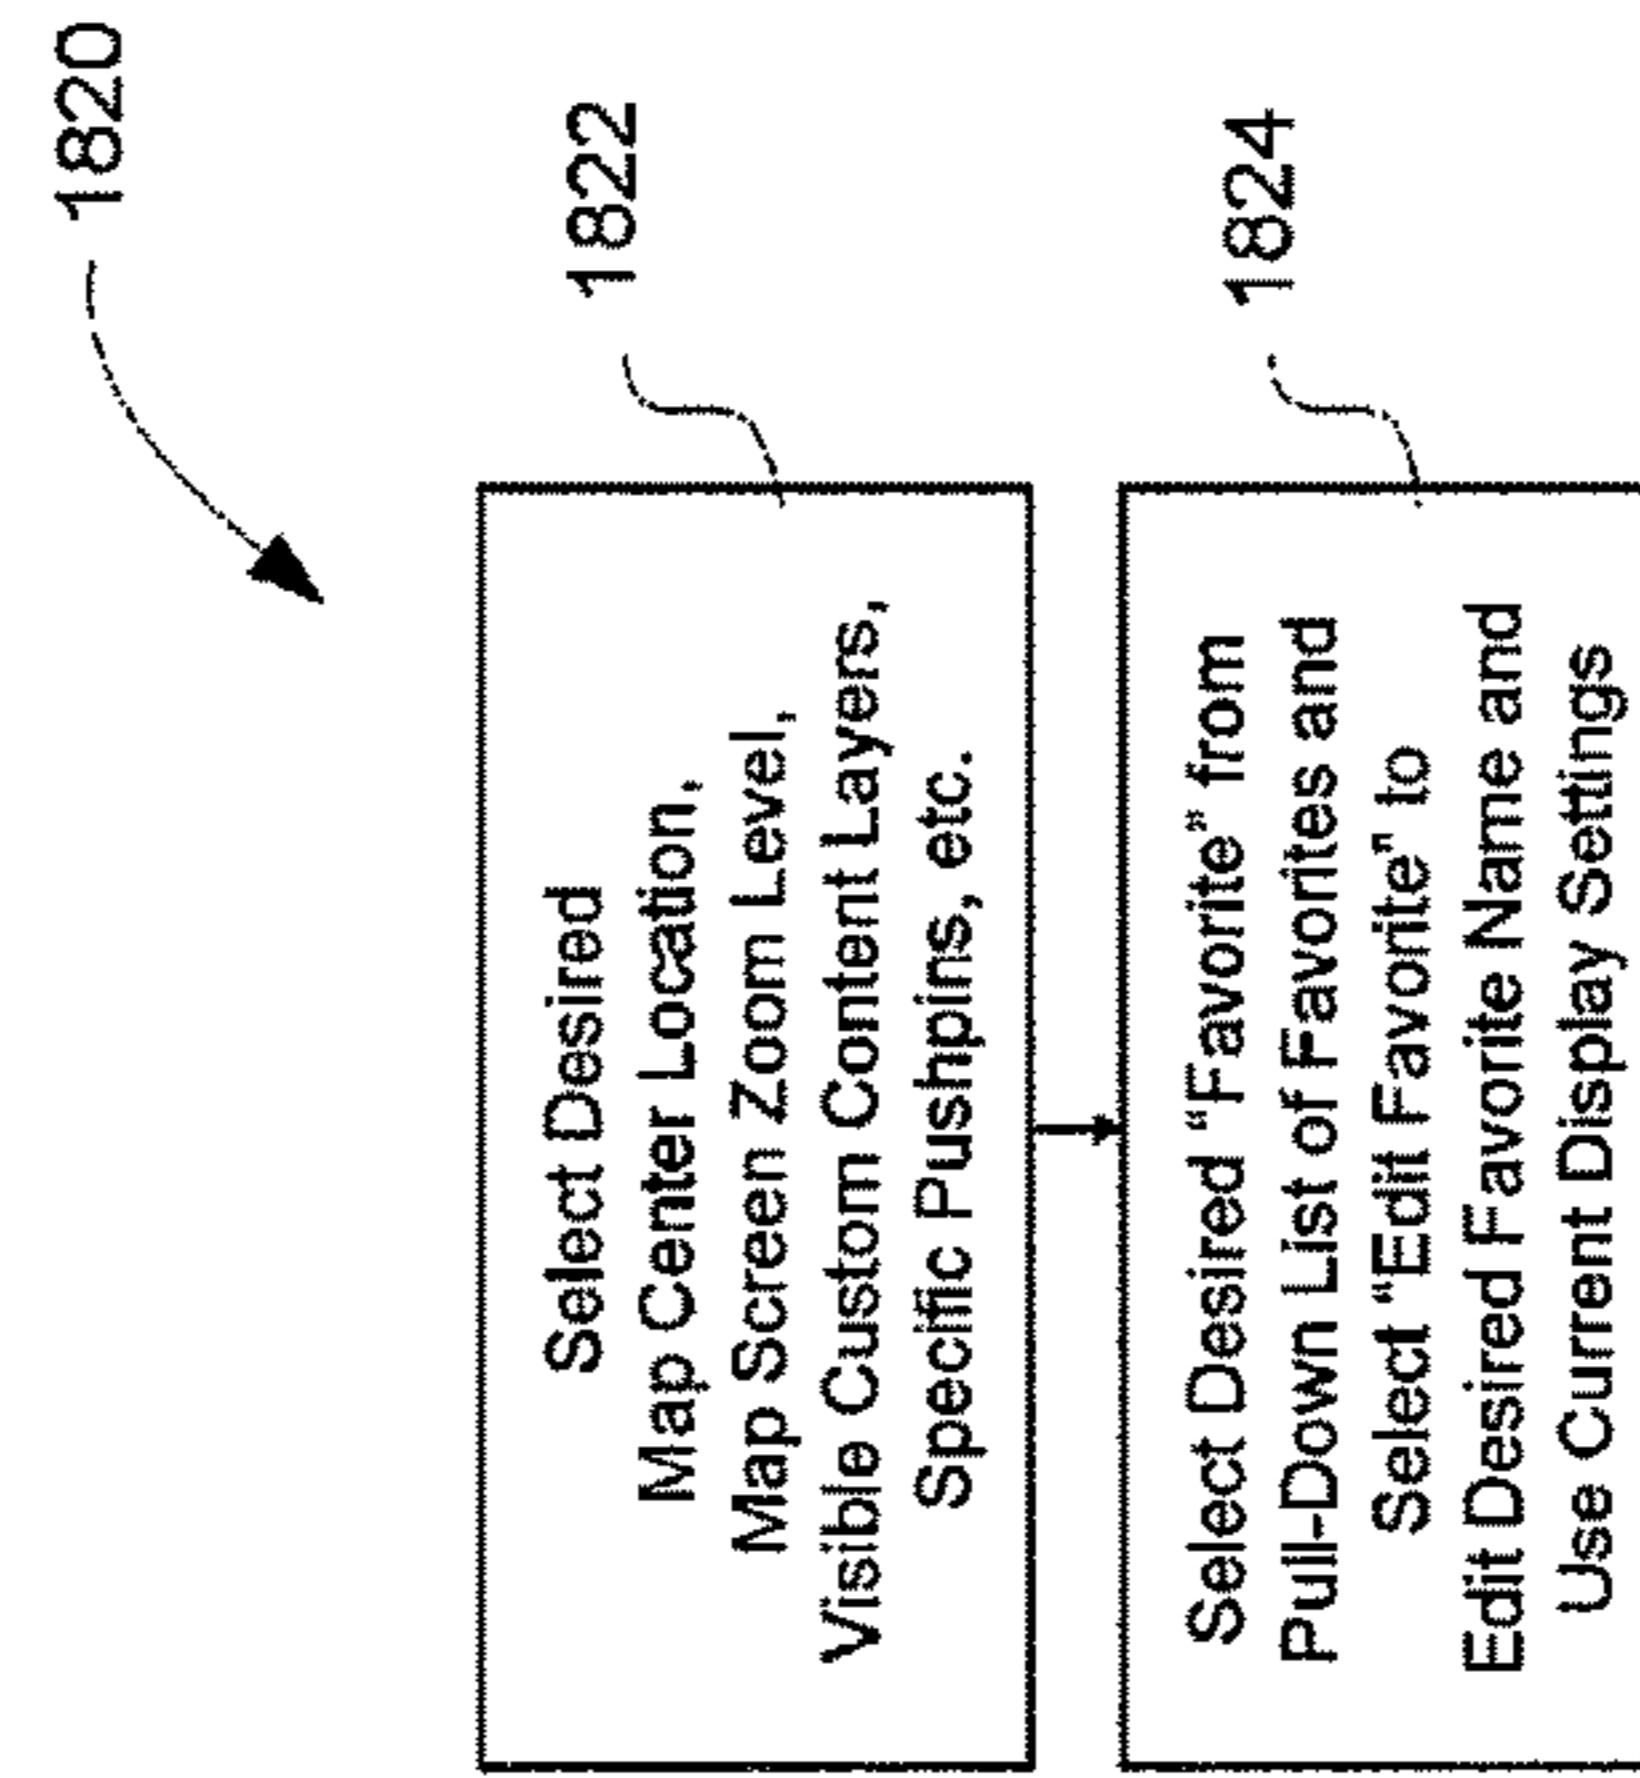 1820
1822
Select Desired
Map Center Location,
Map Screen Zoom Level,
Visible Custom Content Layers,
Specific Pushpins, etc.
1824
Select Desired “Favorite” from
Pull-Down List of Favorites and
Select “Edit Favorite” to
Edit Desired Favorite Name and
Use Current Display Settings